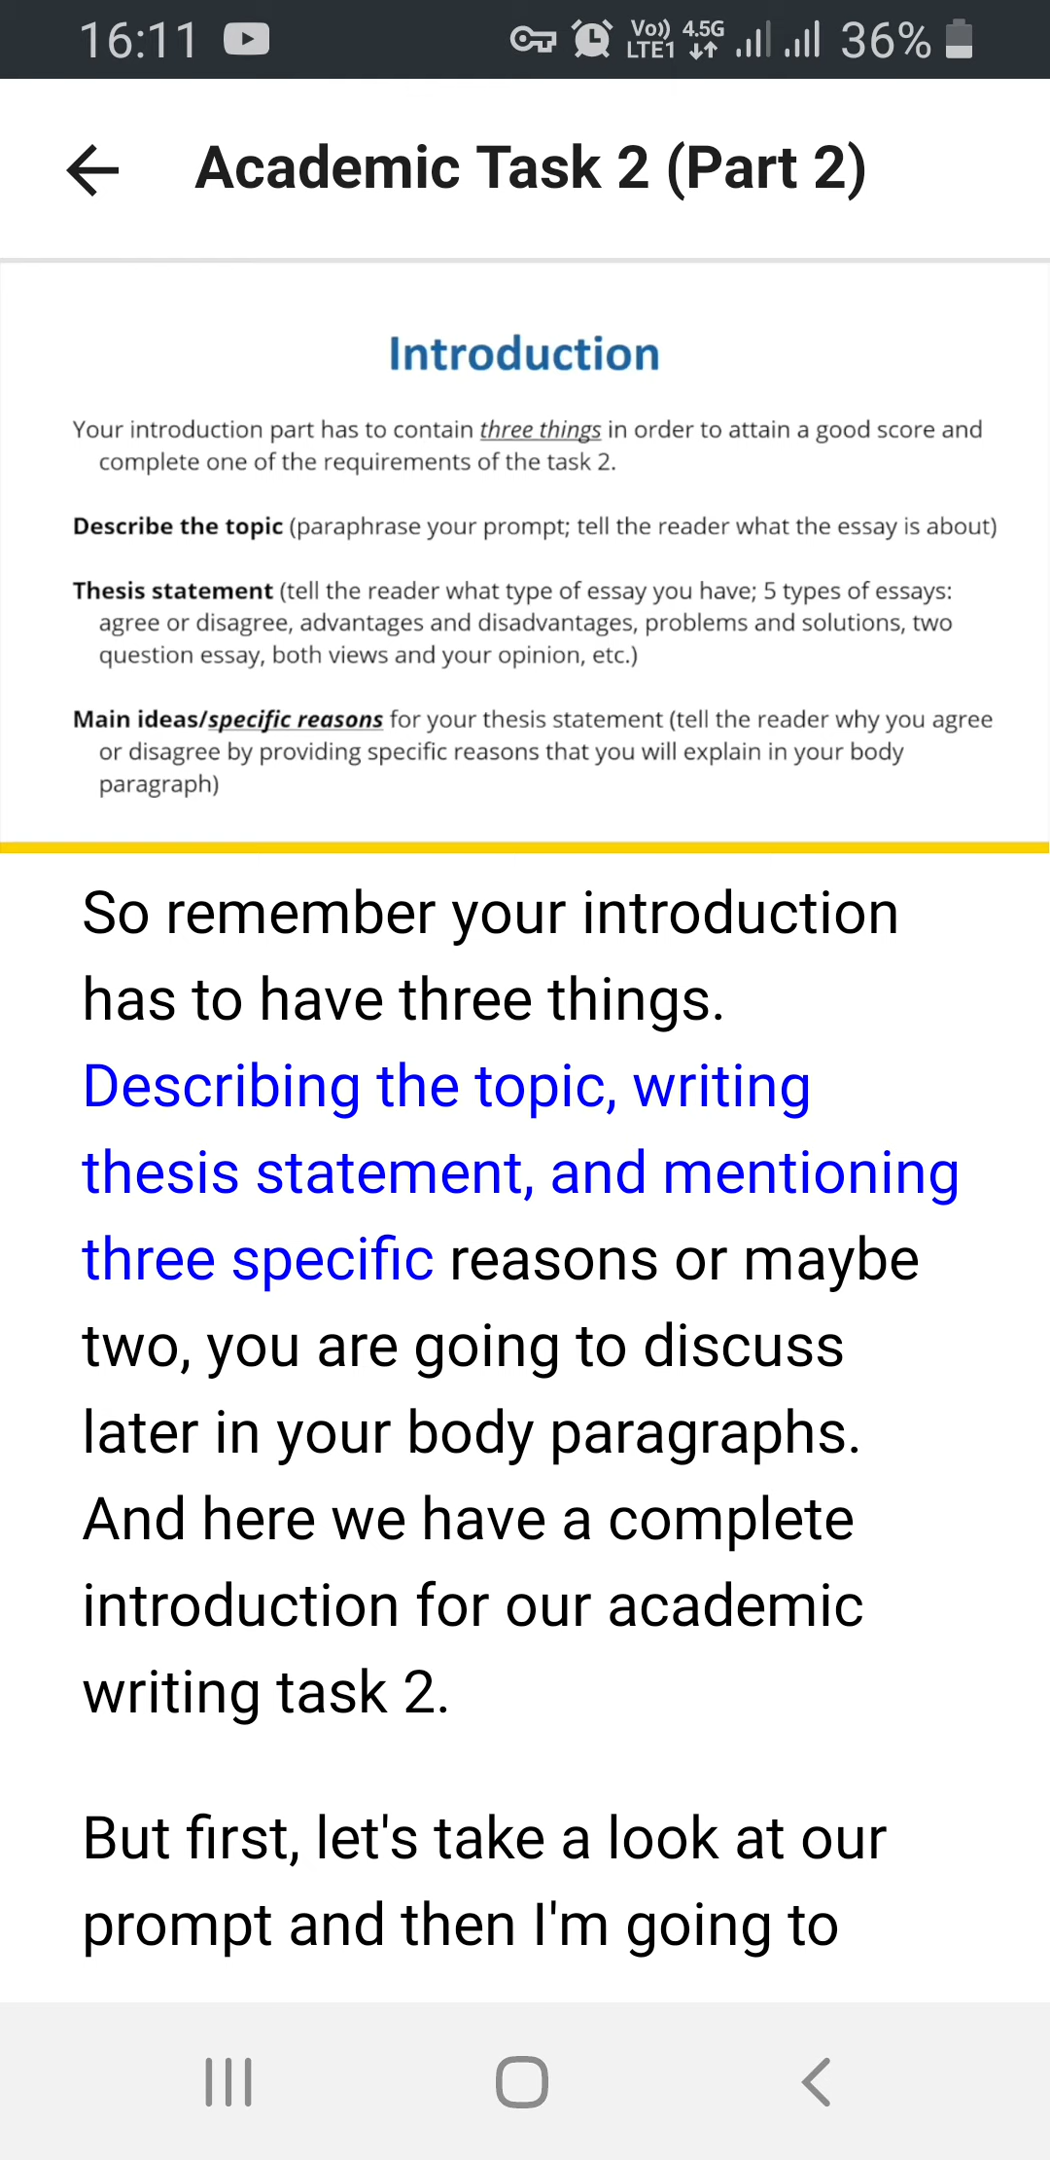 16:11 Vo)) LTE1 4.5G 36%
Academic Task 2 (Part 2)
Introduction
Your introduction part has to contain three things in order to attain a good score and
complete one of the requirements of the task 2.
Describe the topic (paraphrase your prompt; tell the reader what the essay is about)
Thesis statement (tell the reader what type of essay you have; 5 types of essays:
agree or disagree, advantages and disadvantages, problems and solutions, two
question essay, both views and your opinion, etc.)
Main ideas/specific reasons for your thesis statement (tell the reader why you agree
or disagree by providing specific reasons that you will explain in your body
paragraph)
So remember your introduction
has to have three things.
Describing the topic, writing
thesis statement, and mentioning
three specific reasons or maybe
two, you are going to discuss
later in your body paragraphs.
And here we have a complete
introduction for our academic
writing task 2.
But first, let's take a look at our
prompt and then I'm going to